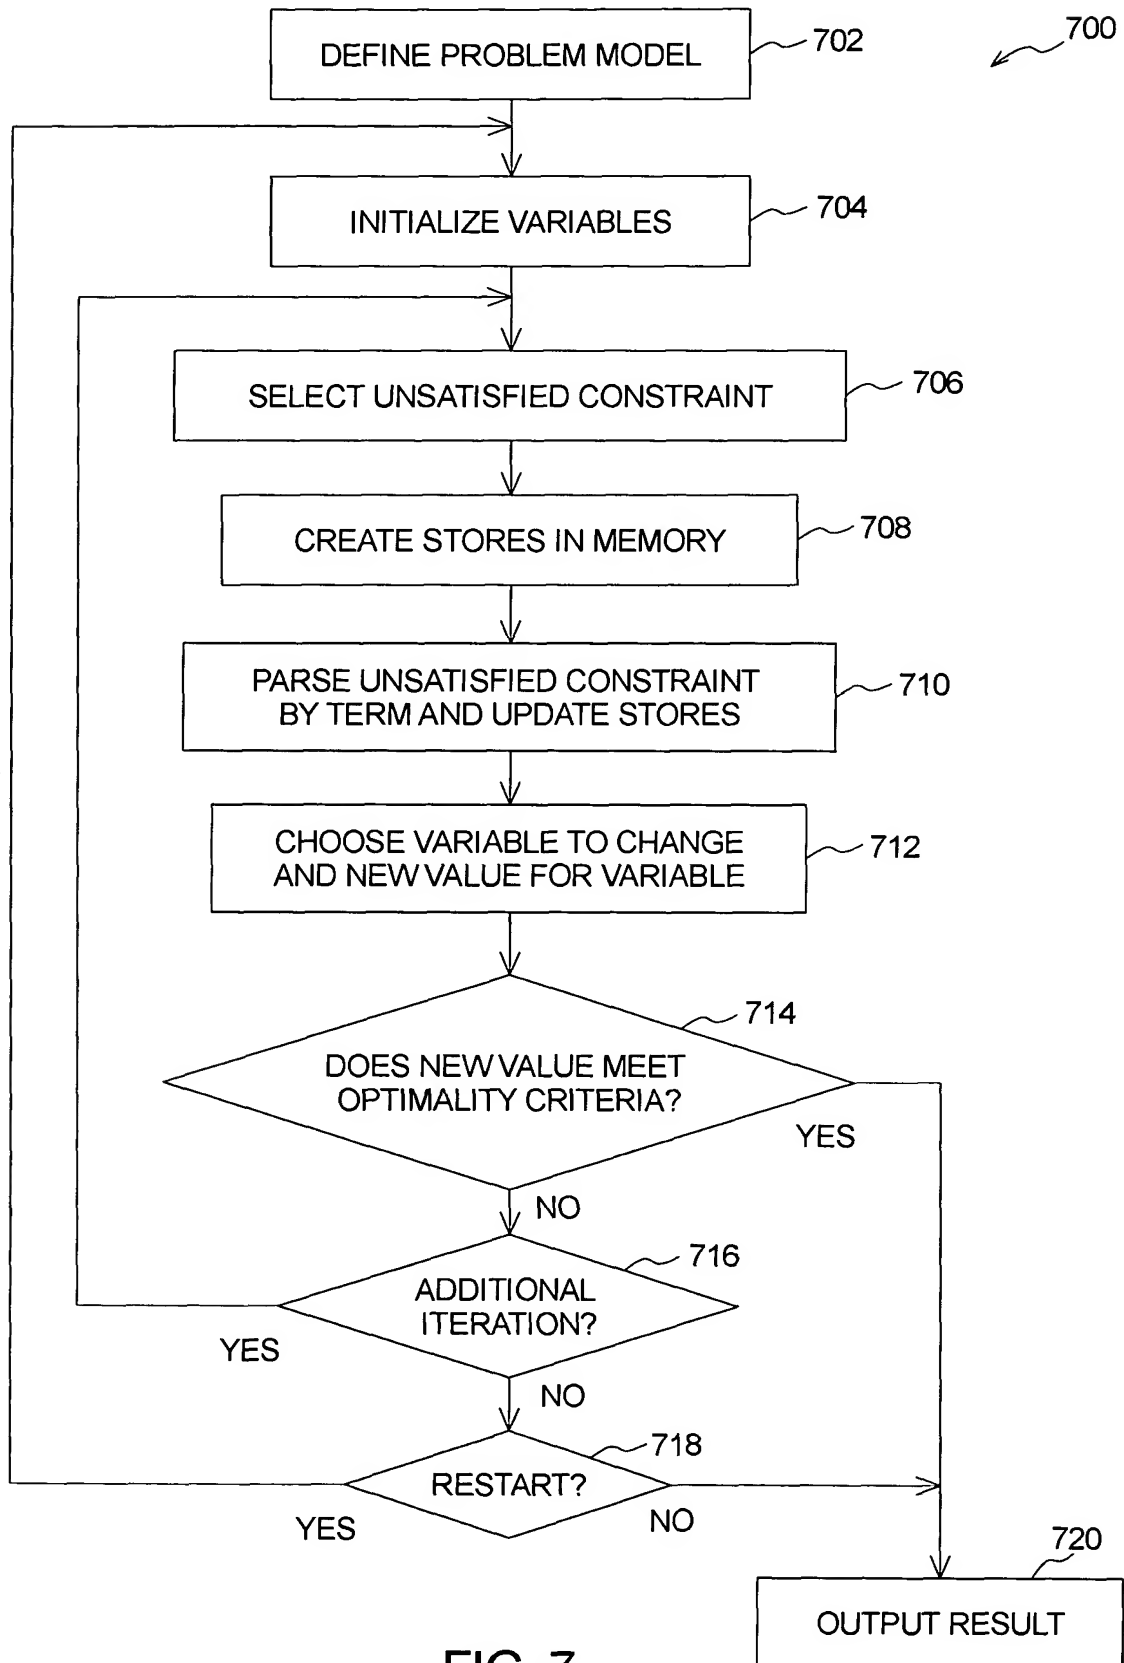 DEFINE PROBLEM MODEL
702
700
INITIALIZE VARIABLES
704
SELECT UNSATISFIED CONSTRAINT
706
CREATE STORES IN MEMORY
708
PARSE UNSATISFIED CONSTRAINT
BY TERM AND UPDATE STORES
710
CHOOSE VARIABLE TO CHANGE
AND NEW VALUE FOR VARIABLE
712
714
DOES NEW VALUE MEET
OPTIMALITY CRITERIA?
YES
NO
716
ADDITIONAL
ITERATION?
YES
NO
718
RESTART?
YES
NO
720
OUTPUT RESULT
FIG. 7